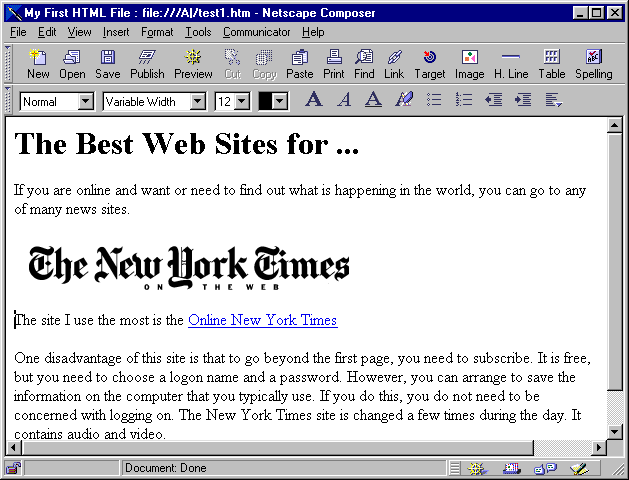 My First HTML File : file:///A|/test1.htm - Netscape Composer
File Edit View Insert Format Tools Communicator Help
New Open Save Publish Preview Cut Copy Paste Print Find Link Target Image H. Line Table Spelling
Normal Variable Width 12 A A A
The Best Web Sites for ...
If you are online and want or need to find out what is happening in the world, you can go to any
of many news sites.
The New York Times
ON THE WEB
The site I use the most is the Online New York Times
One disadvantage of this site is that to go beyond the first page, you need to subscribe. It is free,
but you need to choose a logon name and a password. However, you can arrange to save the
information on the computer that you typically use. If you do this, you do not need to be
concerned with logging on. The New York Times site is changed a few times during the day. It
contains audio and video.
Document: Done